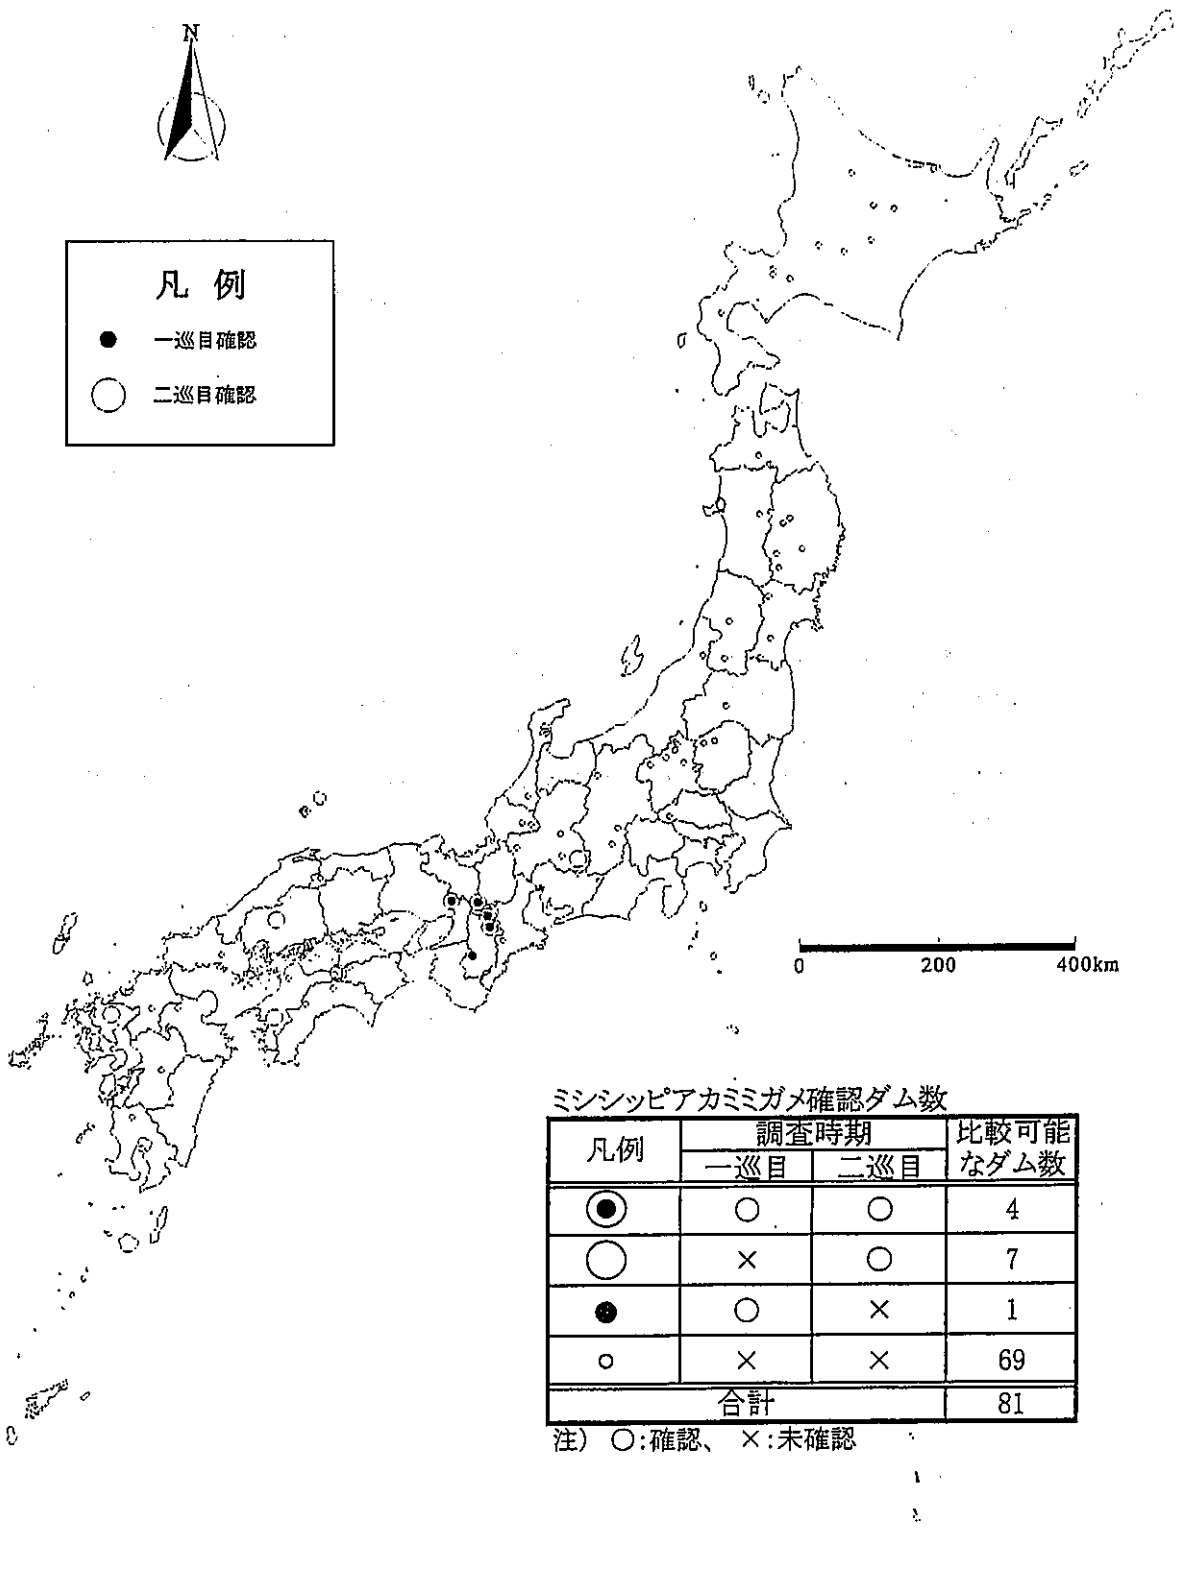 N
凡 例
一巡目確認
二巡目確認
0 200 400km
ミシシッピアカミミガメ確認ダム数
凡例 調査時期 比較可能なダム数
一巡目 二巡目
○ ○ 4
× ○ 7
○ × 1
× × 69
合計 81
注) ○:確認、 ×:未確認